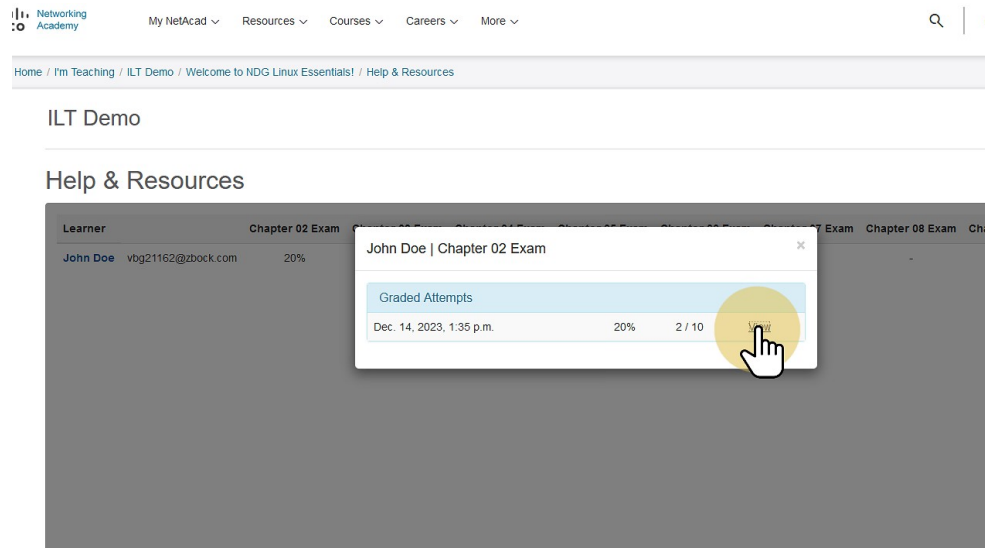 Networking
Academy
My NetAcad Resources Courses Careers More
Home / I'm Teaching / ILT Demo / Welcome to NDG Linux Essentials! / Help & Resources
ILT Demo
Help & Resources
Learner Chapter 02 Exam Exam Chapter 08 Exam
John Doe | Chapter 02 Exam ×
John Doe vbg21162@zbock.com 20% -
Graded Attempts
Dec. 14, 2023, 1:35 p.m. 20% 2 / 10 View